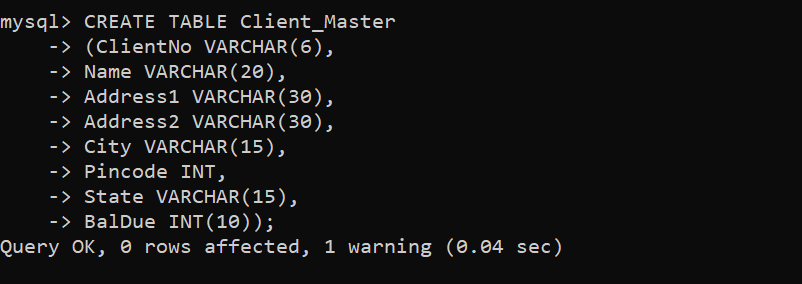 mysql> CREATE TABLE Client_Master
    -> (ClientNo VARCHAR(6),
    -> Name VARCHAR(20),
    -> Address1 VARCHAR(30),
    -> Address2 VARCHAR(30),
    -> City VARCHAR(15),
    -> Pincode INT,
    -> State VARCHAR(15),
    -> BalDue INT(10));
Query OK, 0 rows affected, 1 warning (0.04 sec)